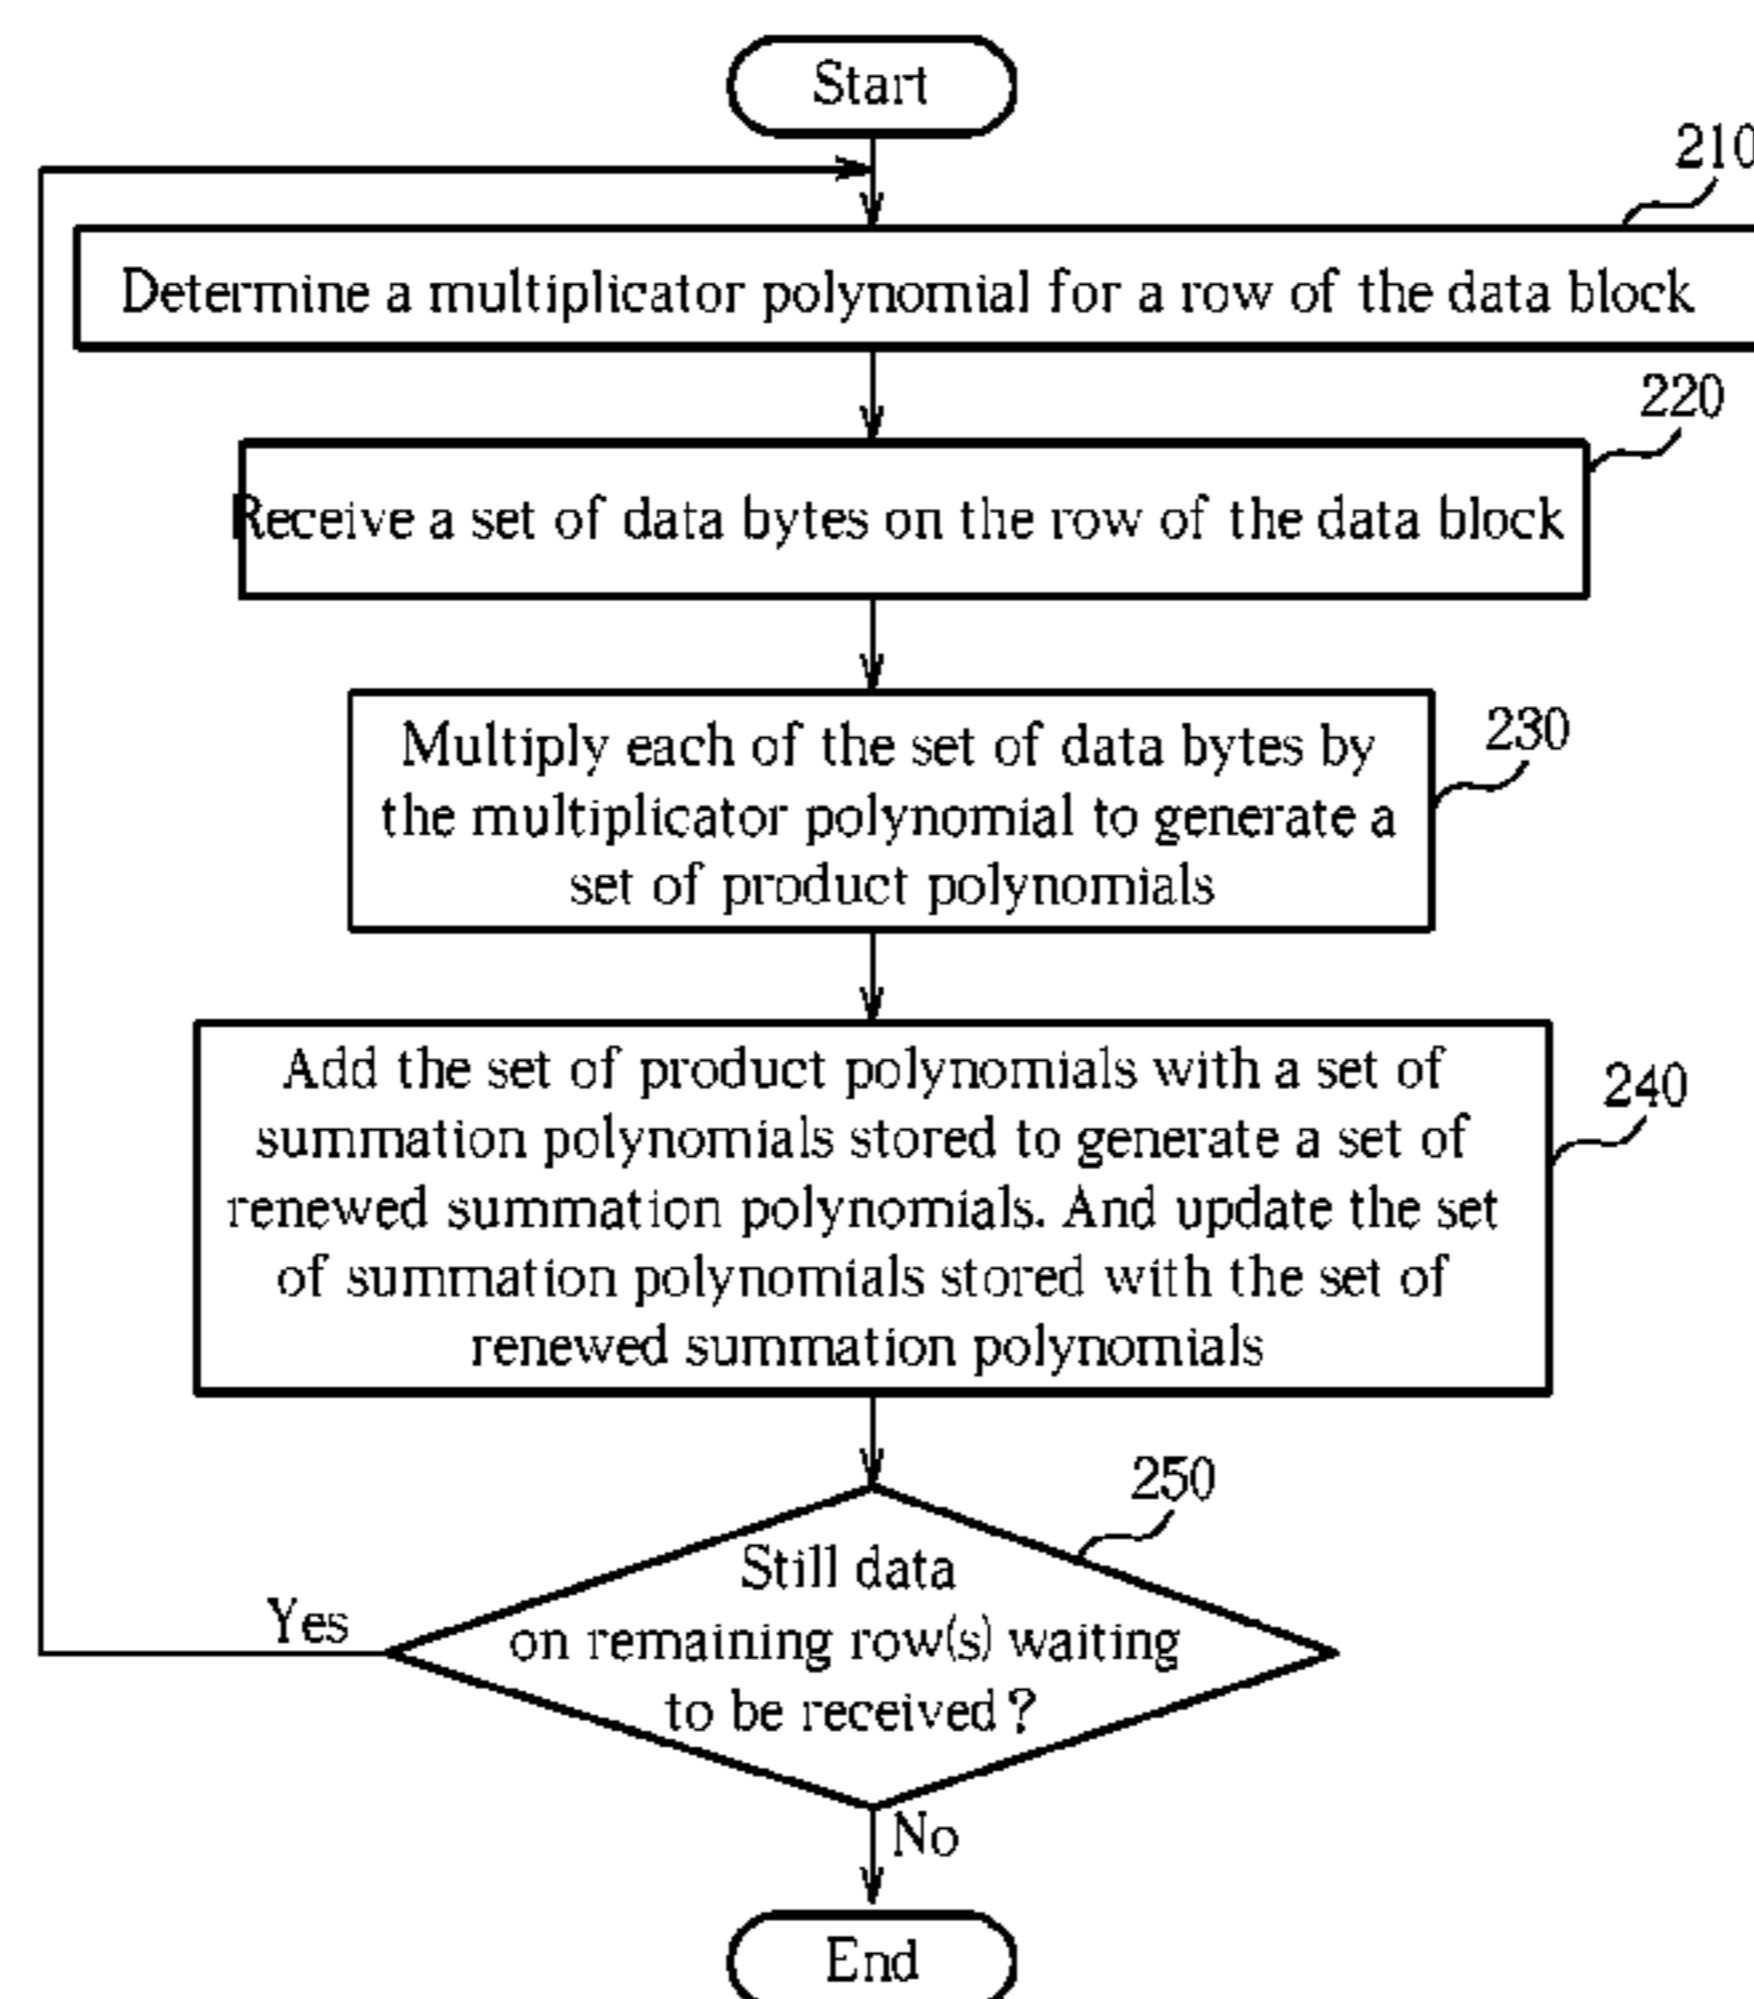 Start
210
Determine a multiplicator polynomial for a row of the data block
220
Receive a set of data bytes on the row of the data block
230
Multiply each of the set of data bytes by
the multiplicator polynomial to generate a
set of product polynomials
240
Add the set of product polynomials with a set of
summation polynomials stored to generate a set of
renewed summation polynomials. And update the set
of summation polynomials stored with the set of
renewed summation polynomials
250
Still data
on remaining row(s) waiting
to be received?
Yes
No
End